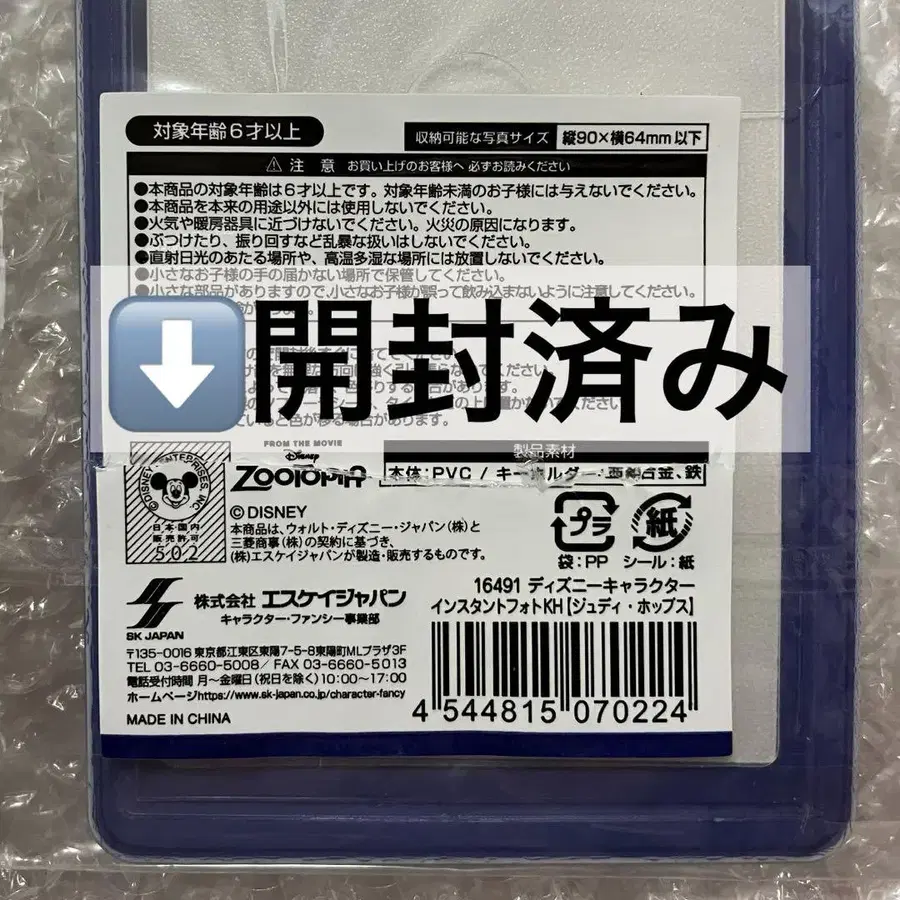 対象年齢6才以上
収納可能な写真サイズ 縦90×横64mm以下
注 意 お買い上げのお客様へ 必ずお読みください
●本商品の対象年齢は6才以上です。対象年齢未満のお子様には与えないでください。
●本商品を本来の用途以外には使用しないでください。
●火気や暖房器具に近づけないでください。火災の原因になります。
●ぶつけたり、振り回すなど乱暴な扱いはしないでください。
●直射日光のあたる場所や、高温多湿な場所には放置しないでください。
●小さなお子様の手の届かない場所で保管してください。
●小さな部品がありますので、小さなお子様が誤って飲み込まないように注意してください。
開封済み
製品素材
本体:PVC / キーホルダー:亜鉛合金、鉄
FROM THE MOVIE
Disney
ZOOTOPIA
©DISNEY ENTERPRISES, INC.
日本国内
販売許可
502
©DISNEY
本商品は、ウォルト・ディズニー・ジャパン(株)と
三菱商事(株)の契約に基づき、
(株)エスケイジャパンが製造・販売するものです。
プラ
紙
袋:PP シール:紙
SK JAPAN
株式会社 エスケイジャパン
キャラクター・ファンシー事業部
〒135-0016 東京都江東区東陽7-5-8東陽町MLプラザ3F
TEL 03-6660-5008/FAX 03-6660-5013
電話受付時間 月〜金曜日(祝日を除く)10:00〜17:00
ホームページhttps://www.sk-japan.co.jp/character-fancy
MADE IN CHINA
16491 ディズニーキャラクター
インスタントフォトKH【ジュディ・ホップス】
4 544815 070224